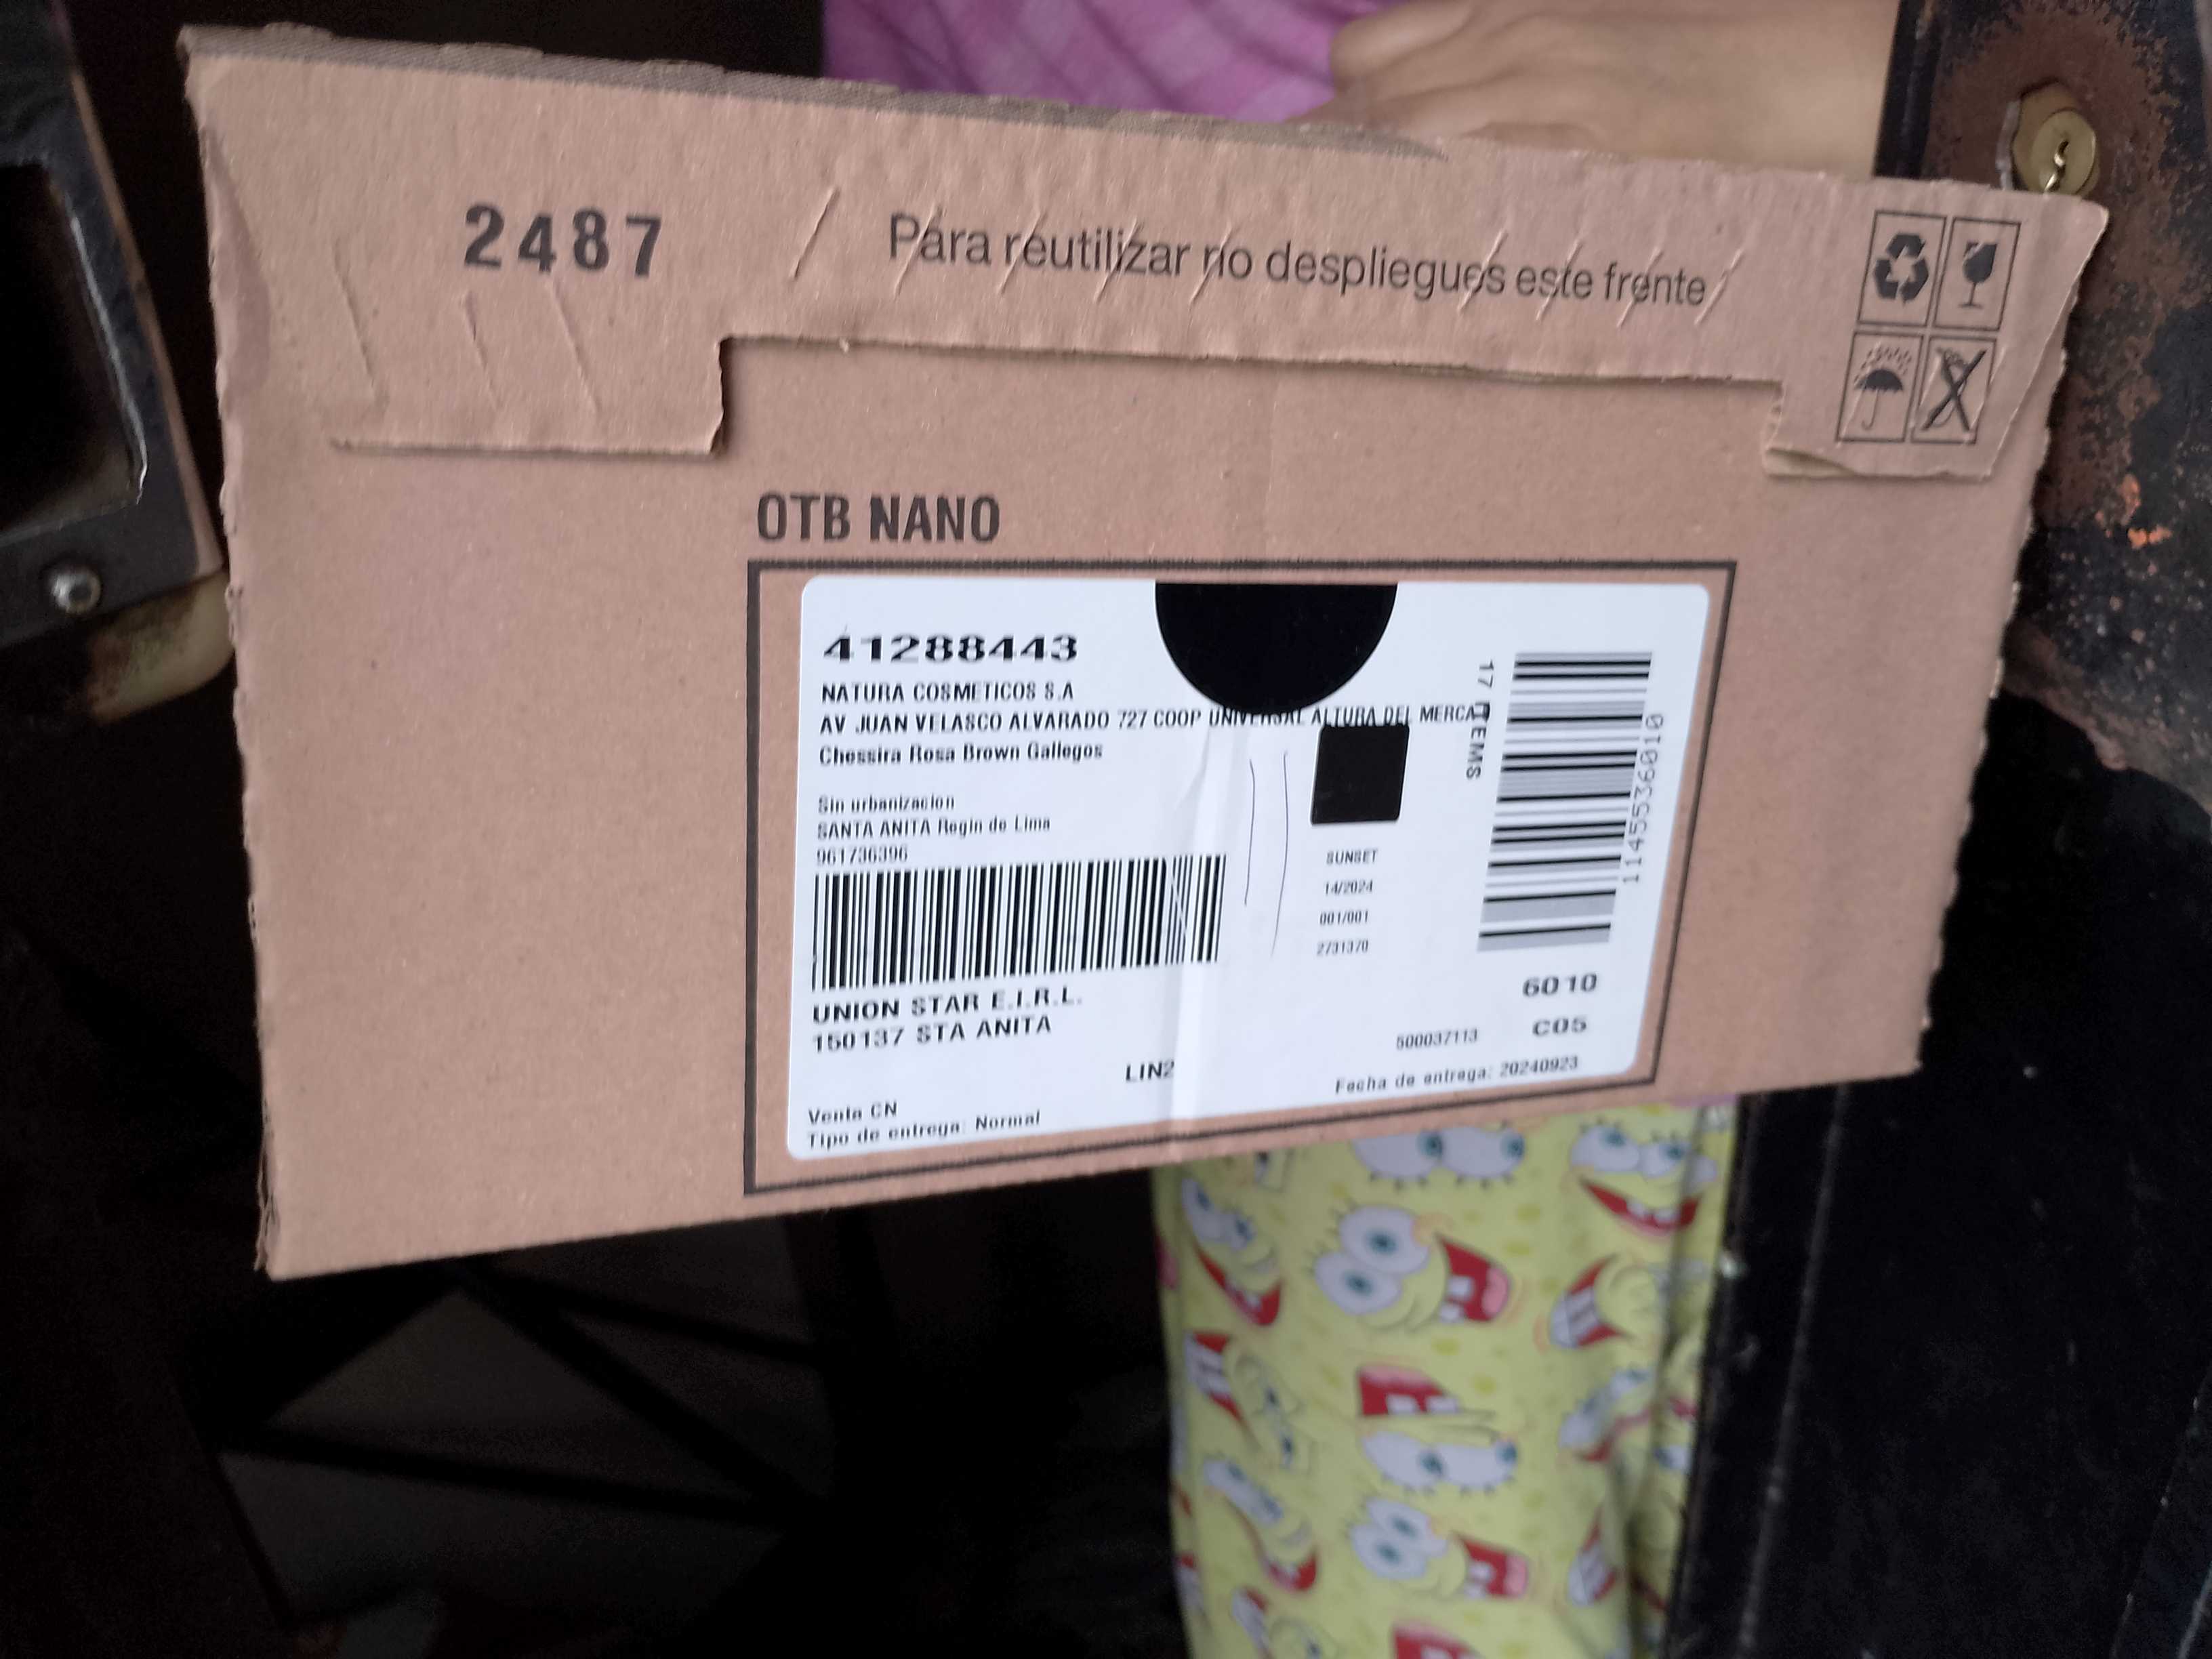 2487
Para reutilizar no despliegues este frente
OTB NANO
41288443
NATURA COSMETICOS S.A
AV JUAN VELASCO ALVARADO 727 COOP UNIVERSAL ALTURA DEL MERCAD
Chessira Rosa Brown Gallegos
Sin urbanizacion
SANTA ANITA Regin de Lima
961736396
17 ITEMS
1145536010
SUNSET
14/2024
001/001
2731370
UNION STAR E.I.R.L.
150137 STA ANITA
6010
C05
500037113
LIN2
Fecha de entrega: 20240923
Venta CN
Tipo de entrega: Normal